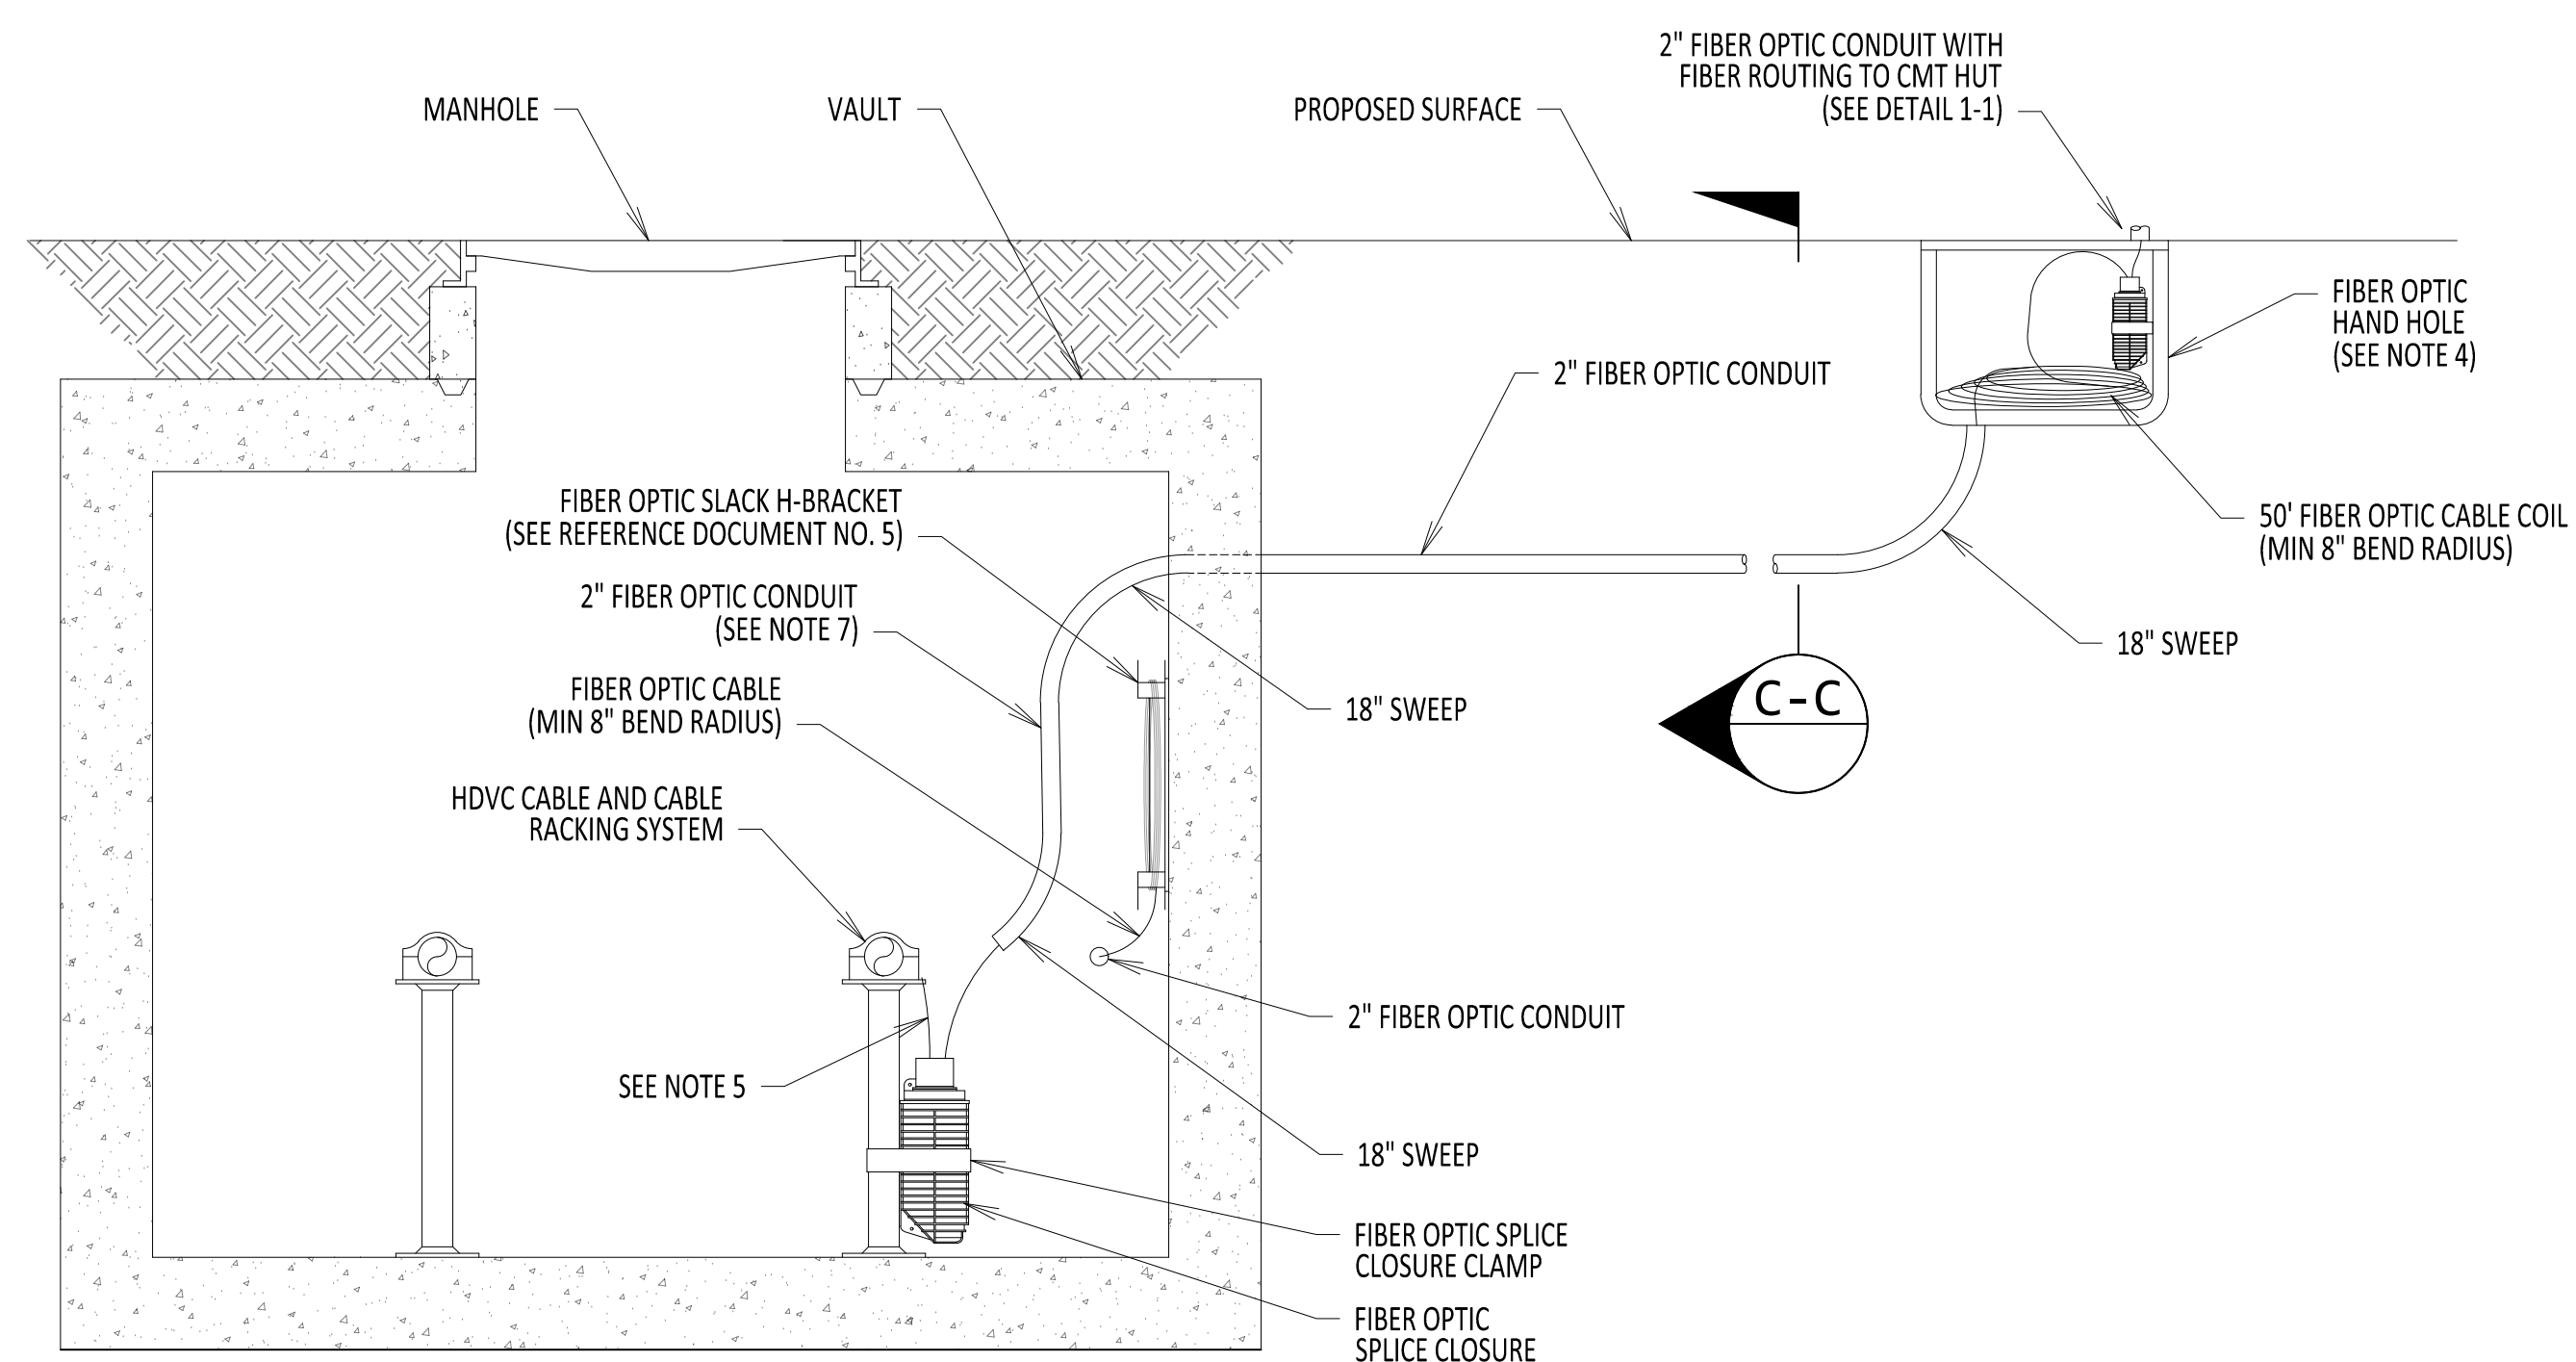 2" FIBER OPTIC CONDUIT WITH
FIBER ROUTING TO CMT HUT
(SEE DETAIL 1-1)
MANHOLE
VAULT
PROPOSED SURFACE
FIBER OPTIC
HAND HOLE
(SEE NOTE 4)
2" FIBER OPTIC CONDUIT
FIBER OPTIC SLACK H-BRACKET
(SEE REFERENCE DOCUMENT NO. 5)
50' FIBER OPTIC CABLE COIL
(MIN 8" BEND RADIUS)
2" FIBER OPTIC CONDUIT
(SEE NOTE 7)
18" SWEEP
FIBER OPTIC CABLE
(MIN 8" BEND RADIUS)
18" SWEEP
C-C
HDVC CABLE AND CABLE
RACKING SYSTEM
2" FIBER OPTIC CONDUIT
SEE NOTE 5
18" SWEEP
FIBER OPTIC SPLICE
CLOSURE CLAMP
FIBER OPTIC
SPLICE CLOSURE